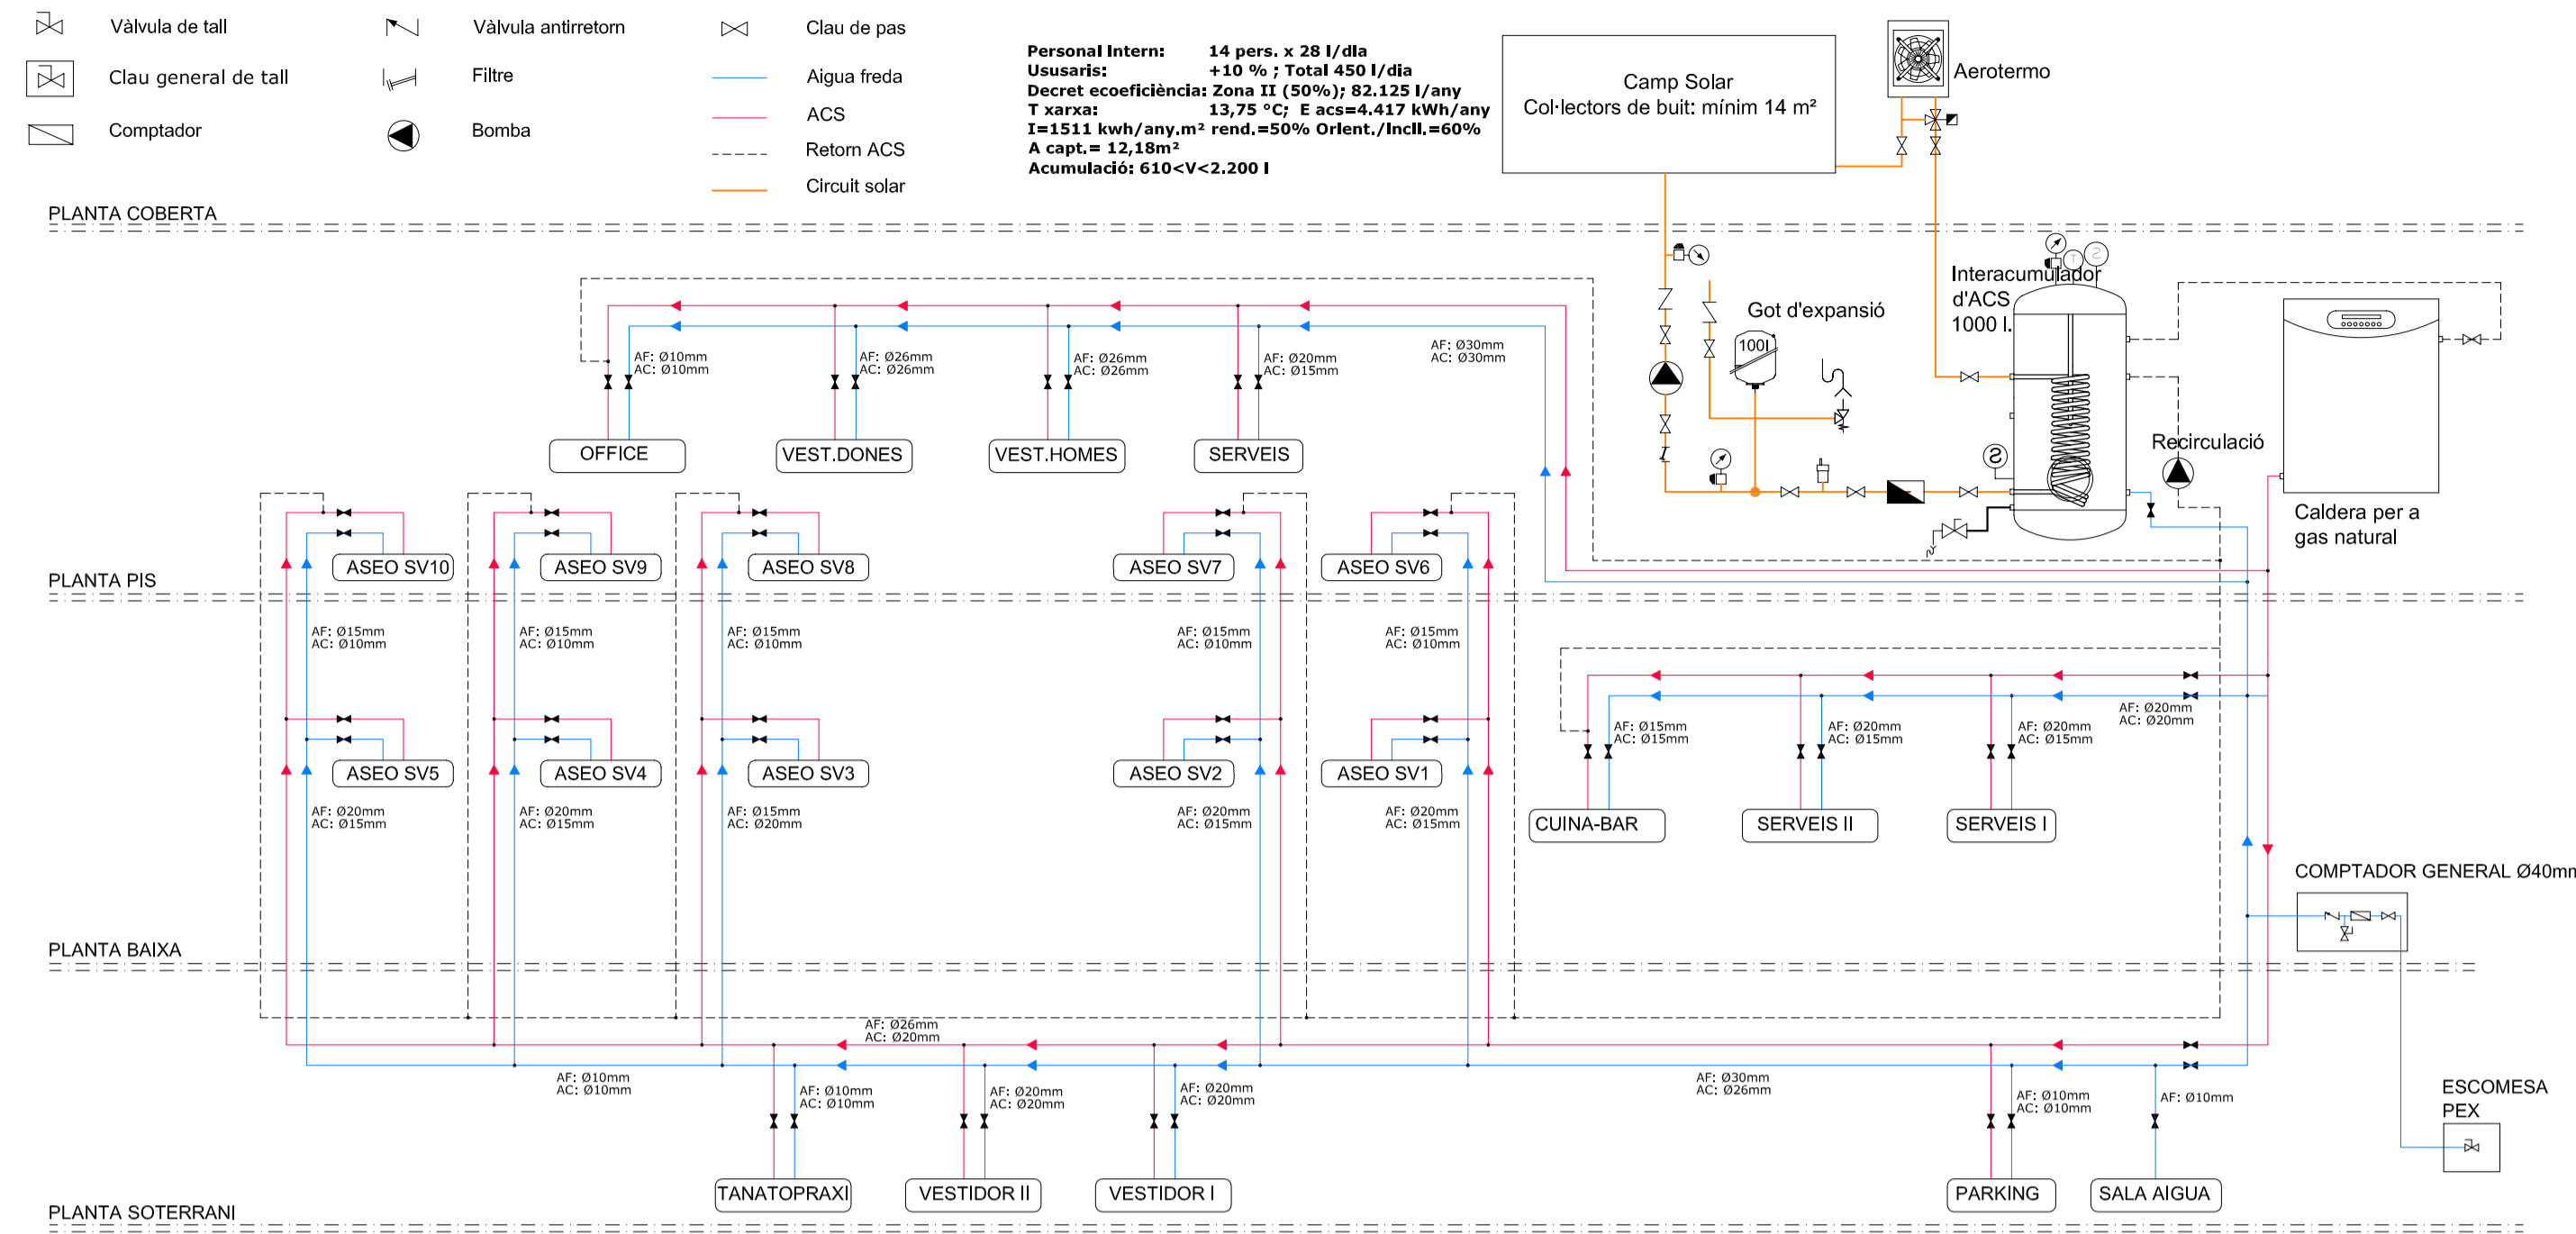 Vàlvula de tall
Vàlvula antirretorn
Clau de pas
Clau general de tall
Filtre
Aigua freda
Comptador
Bomba
ACS
Retorn ACS
Circuit solar
Personal Intern: 14 pers. x 28 l/dIa
Ususaris: +10 % ; Total 450 l/dia
Decret ecoeficiència: Zona II (50%); 82.125 l/any
T xarxa: 13,75 °C; E acs=4.417 kWh/any
I=1511 kwh/any.m² rend.=50% OrIent./IncII.=60%
A capt.= 12,18m²
Acumulació: 610<V<2.200 l
Camp Solar
Col·lectors de buit: mínim 14 m²
Aerotermo
PLANTA COBERTA
Interacumulador
d'ACS
1000 l.
T
S
Got d'expansió
100l
AF: Ø10mm
AC: Ø10mm
AF: Ø26mm
AC: Ø26mm
AF: Ø26mm
AC: Ø26mm
AF: Ø20mm
AC: Ø15mm
AF: Ø30mm
AC: Ø30mm
OFFICE
VEST.DONES
VEST.HOMES
SERVEIS
S
Recirculació
Caldera per a
gas natural
ASEO SV10
ASEO SV9
ASEO SV8
ASEO SV7
ASEO SV6
PLANTA PIS
AF: Ø15mm
AC: Ø10mm
AF: Ø15mm
AC: Ø10mm
AF: Ø15mm
AC: Ø10mm
AF: Ø15mm
AC: Ø10mm
AF: Ø15mm
AC: Ø10mm
AF: Ø15mm
AC: Ø15mm
AF: Ø20mm
AC: Ø15mm
AF: Ø20mm
AC: Ø15mm
AF: Ø20mm
AC: Ø20mm
ASEO SV5
ASEO SV4
ASEO SV3
ASEO SV2
ASEO SV1
AF: Ø20mm
AC: Ø15mm
AF: Ø20mm
AC: Ø15mm
AF: Ø15mm
AC: Ø20mm
AF: Ø20mm
AC: Ø15mm
AF: Ø20mm
AC: Ø15mm
CUINA-BAR
SERVEIS II
SERVEIS I
COMPTADOR GENERAL Ø40mm
PLANTA BAIXA
AF: Ø26mm
AC: Ø20mm
AF: Ø10mm
AC: Ø10mm
AF: Ø10mm
AC: Ø10mm
AF: Ø20mm
AC: Ø20mm
AF: Ø20mm
AC: Ø20mm
AF: Ø30mm
AC: Ø26mm
AF: Ø10mm
AC: Ø10mm
AF: Ø10mm
ESCOMESA
PEX
TANATOPRAXI
VESTIDOR II
VESTIDOR I
PARKING
SALA AIGUA
PLANTA SOTERRANI